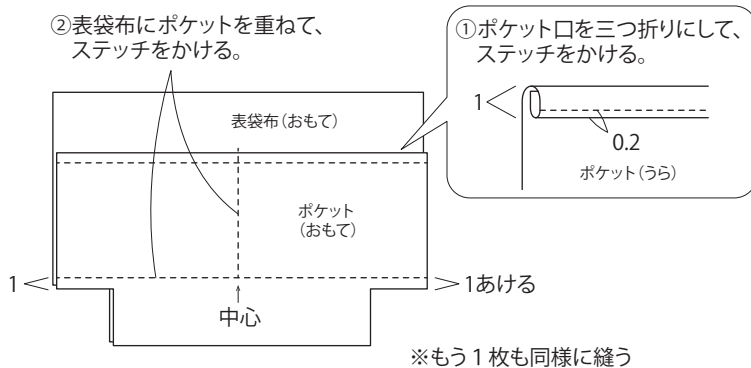 ②表袋布にポケットを重ねて、
ステッチをかける。
①ポケット口を三つ折りにして、
ステッチをかける。
1
0.2
ポケット（うら）
表袋布（おもて）
ポケット
（おもて）
1
1あける
中心
※もう1枚も同様に縫う